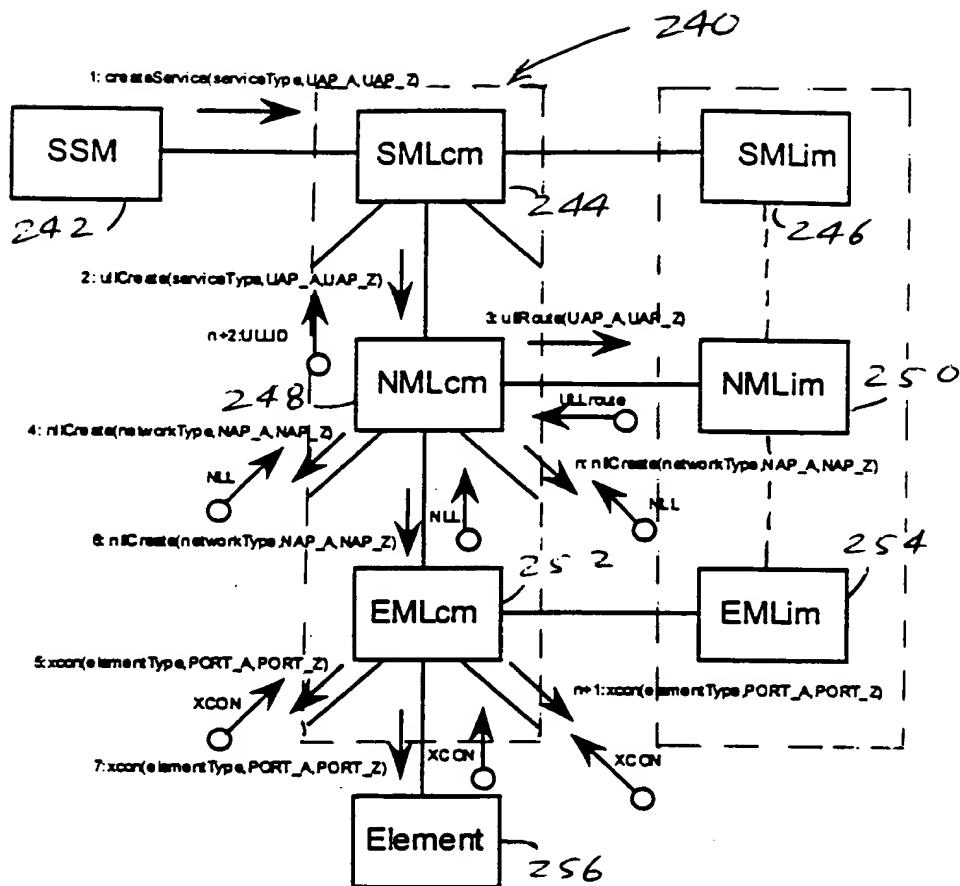 240
1: createService(serviceType,UAP_A,UAP_Z)
SSM
SMLcm
SMLim
242
244
246
2: ullCreate(serviceType,UAP_A,UAP_Z)
n+2:ULLID
3: ullRoute(UAP_A,UAP_Z)
NMLcm
NMLim
248
250
ULLroute
4: nllCreate(networkType,NAP_A,NAP_Z)
n: nllCreate(networkType,NAP_A,NAP_Z)
NLL
NLL
NLL
6: nllCreate(networkType,NAP_A,NAP_Z)
252
254
EMLcm
EMLim
5: xcon(elementType,PORT_A,PORT_Z)
n+1: xcon(elementType,PORT_A,PORT_Z)
XCON
XCON
XCON
7: xcon(elementType,PORT_A,PORT_Z)
Element
256